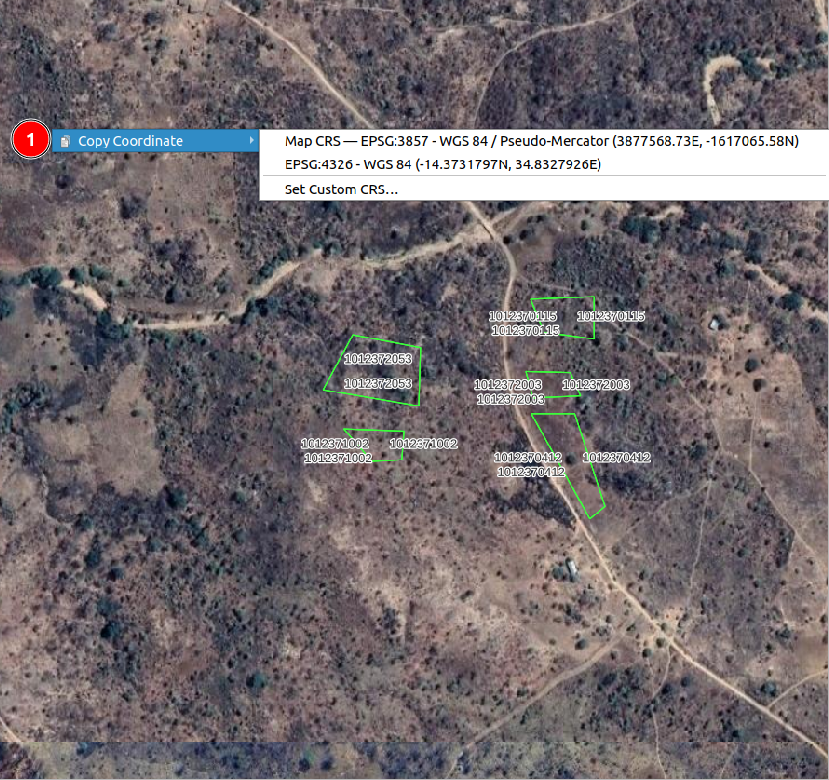 1
Copy Coordinate
Map CRS — EPSG:3857 - WGS 84 / Pseudo-Mercator (3877568.73E, -1617065.58N)
EPSG:4326 - WGS 84 (-14.3731797N, 34.8327926E)
Set Custom CRS...
1012370115 1012370115
1012370115
1012372053
1012372053
1012372003 1012372003
1012372003
1012371002 1012371002
1012371002
1012370412 1012370412
1012370412